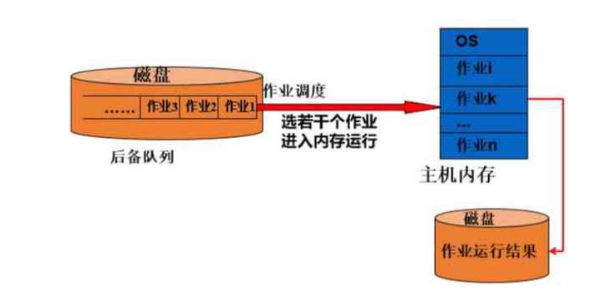 磁盘
...... 作业3 作业2 作业1
后备队列
作业调度
选若干个作业
进入内存运行
OS
作业i
作业k
...
作业n
主机内存
磁盘
作业运行结果